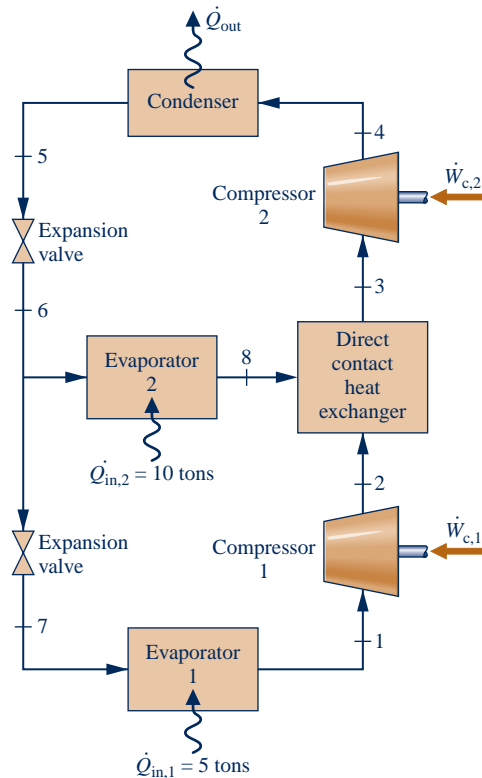 Q̇out
Condenser
4
5
Compressor
2
Ẇc,2
Expansion
valve
3
6
Direct
contact
heat
exchanger
Evaporator
2
8
Q̇in,2 = 10 tons
2
Compressor
1
Ẇc,1
Expansion
valve
7
1
Evaporator
1
Q̇in,1 = 5 tons